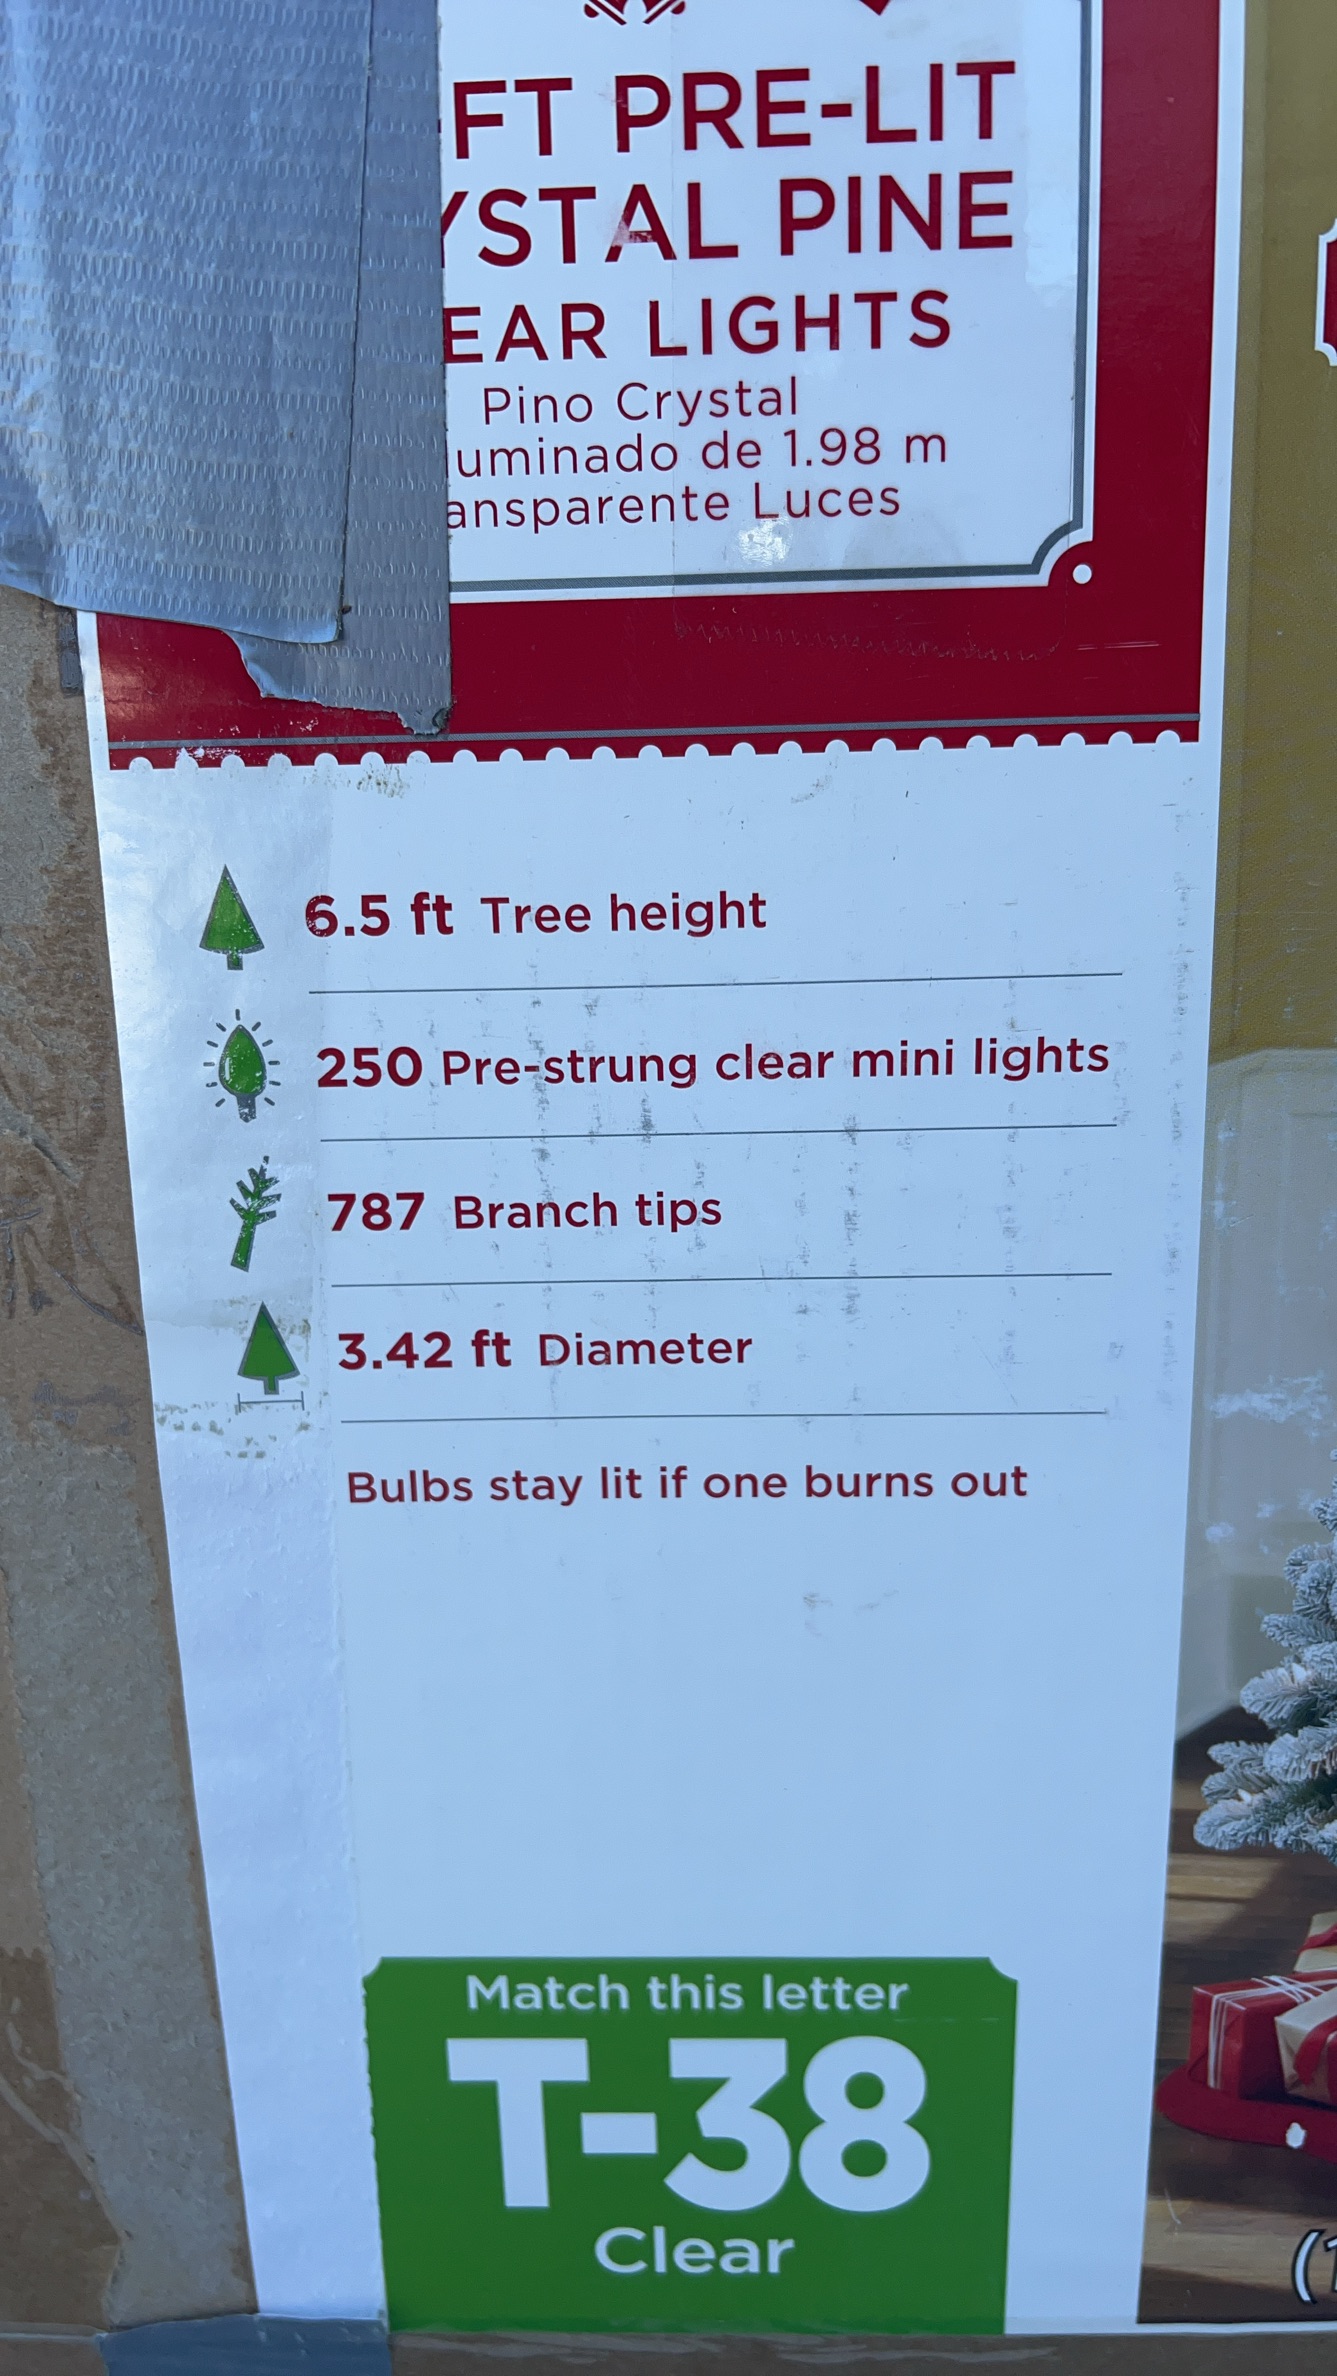 FT PRE-LIT
YSTAL PINE
EAR LIGHTS
Pino Crystal
luminado de 1.98 m
ansparente Luces
6.5 ft Tree height
250 Pre-strung clear mini lights
787 Branch tips
3.42 ft Diameter
Bulbs stay lit if one burns out
Match this letter
T-38
Clear